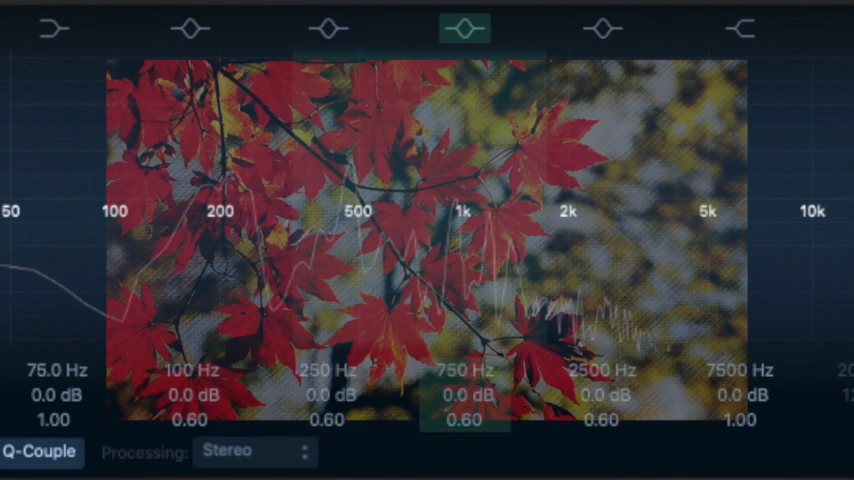 50 100 200 500 1k 2k 5k 10k
75.0 Hz 100 Hz 250 Hz 750 Hz 2500 Hz 7500 Hz
0.0 dB 0.0 dB 0.0 dB 0.0 dB 0.0 dB 0.0 dB
1.00 0.60 0.60 0.60 0.60 1.00
Q-Couple Processing: Stereo